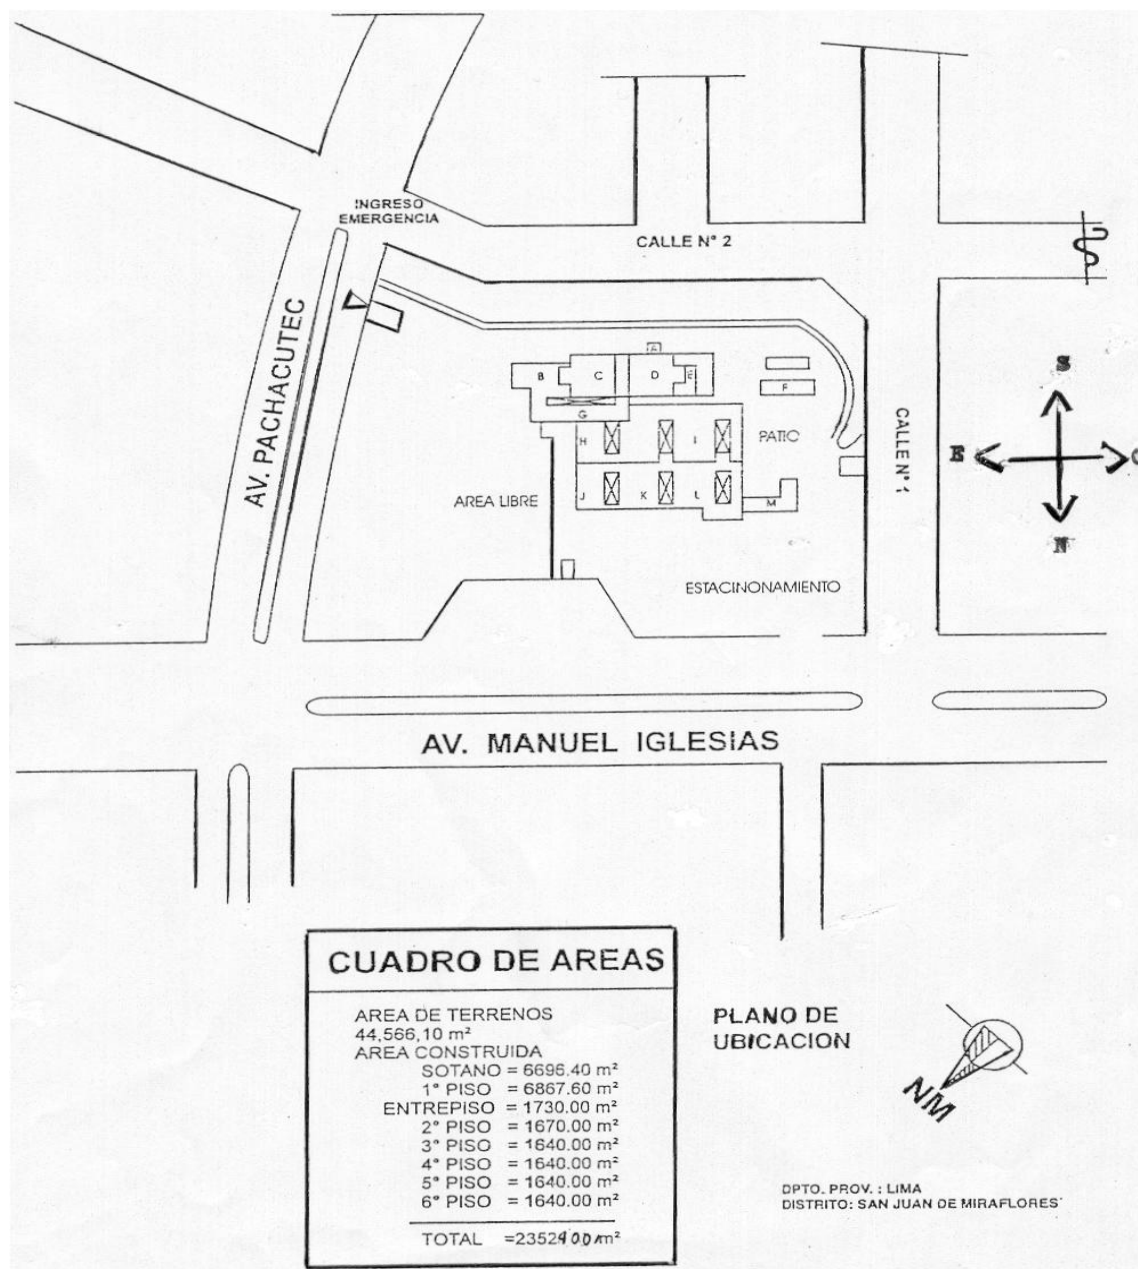 INGRESO
EMERGENCIA
CALLE N° 2
AV. PACHACUTEC
A
B
C
D
E
F
G
H
I
PATIO
CALLE N° 1
S
E
O
N
AREA LIBRE
J
K
L
M
ESTACINONAMIENTO
AV. MANUEL IGLESIAS
CUADRO DE AREAS
AREA DE TERRENOS
44,566,10 m²
AREA CONSTRUIDA
SOTANO = 6696.40 m²
1° PISO = 6867.60 m²
ENTREPISO = 1730.00 m²
2° PISO = 1670.00 m²
3° PISO = 1640.00 m²
4° PISO = 1640.00 m²
5° PISO = 1640.00 m²
6° PISO = 1640.00 m²
TOTAL
PLANO DE
UBICACION
NM
DPTO. PROV. : LIMA
DISTRITO: SAN JUAN DE MIRAFLORES